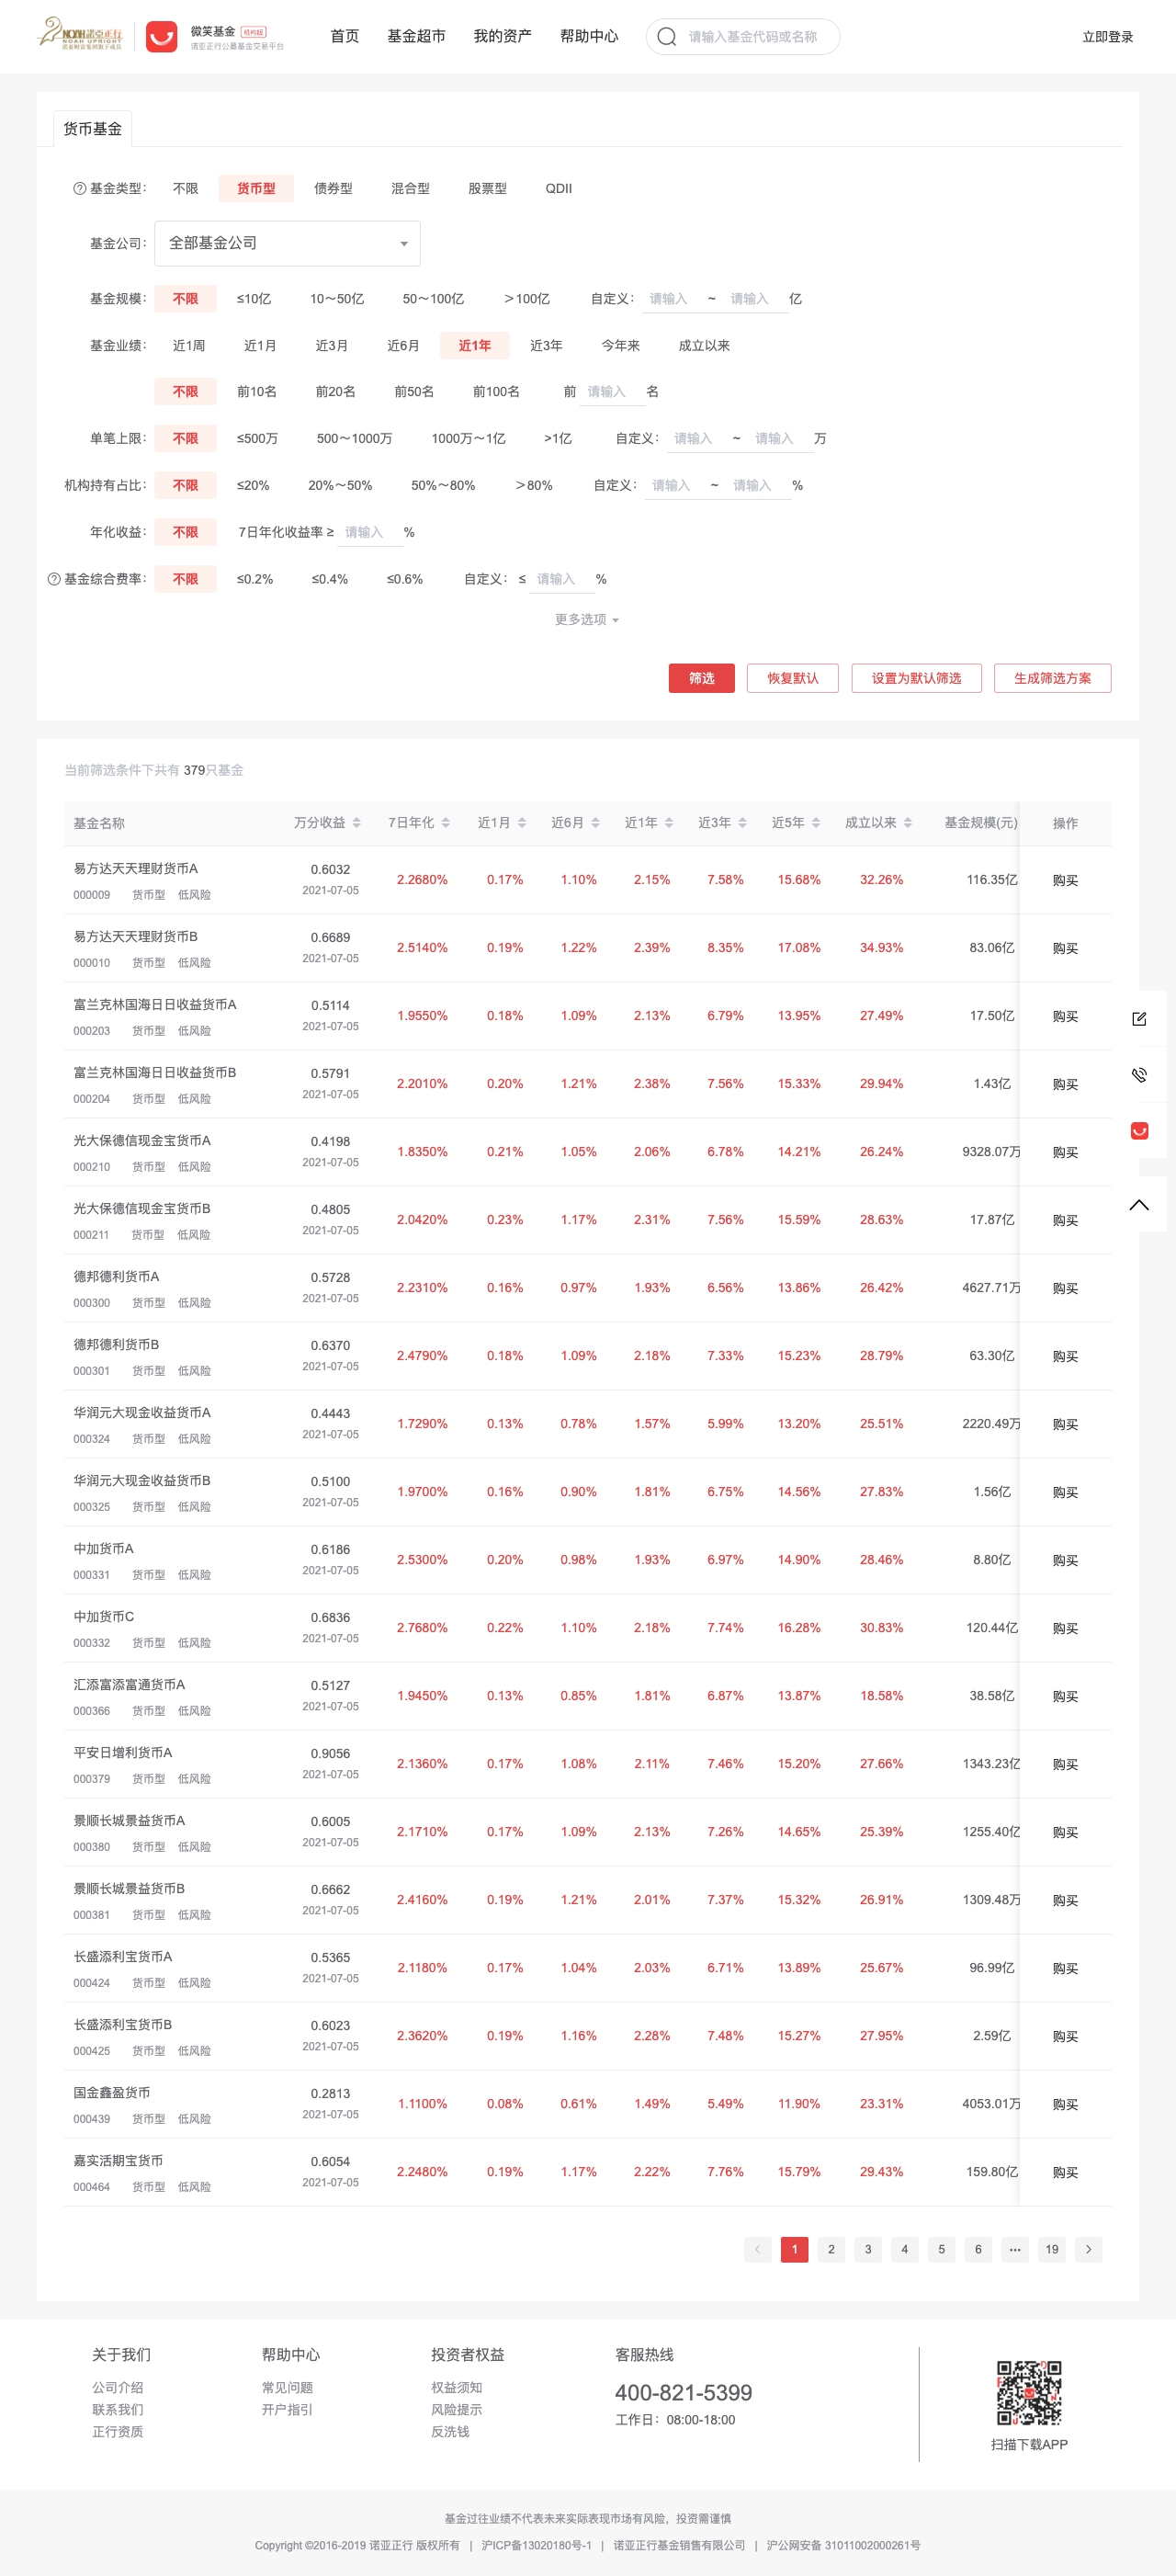 NOAH 诺亚正行 微笑基金 机构版 首页 基金超市 我的资产 帮助中心 请输入基金代码或名称 立即登录
NOAH UPRIGHT
诺亚财富集团旗下成员 诺亚正行公募基金交易平台
货币基金
基金类型： 不限 货币型 债券型 混合型 股票型 QDII
基金公司： 全部基金公司
基金规模： 不限 ≤10亿 10～50亿 50～100亿 ＞100亿 自定义： 请输入 ~ 请输入 亿
基金业绩： 近1周 近1月 近3月 近6月 近1年 近3年 今年来 成立以来
不限 前10名 前20名 前50名 前100名 前 请输入 名
单笔上限： 不限 ≤500万 500～1000万 1000万～1亿 >1亿 自定义： 请输入 ~ 请输入 万
机构持有占比： 不限 ≤20% 20%～50% 50%～80% ＞80% 自定义： 请输入 ~ 请输入 %
年化收益： 不限 7日年化收益率 ≥ 请输入 %
基金综合费率： 不限 ≤0.2% ≤0.4% ≤0.6% 自定义： ≤ 请输入 %
更多选项
筛选 恢复默认 设置为默认筛选 生成筛选方案
当前筛选条件下共有 379只基金
基金名称 万分收益 7日年化 近1月 近6月 近1年 近3年 近5年 成立以来 基金规模(元) 操作
易方达天天理财货币A 0.6032 2.2680% 0.17% 1.10% 2.15% 7.58% 15.68% 32.26% 116.35亿 购买
000009 货币型 低风险 2021-07-05
易方达天天理财货币B 0.6689 2.5140% 0.19% 1.22% 2.39% 8.35% 17.08% 34.93% 83.06亿 购买
000010 货币型 低风险 2021-07-05
富兰克林国海日日收益货币A 0.5114 1.9550% 0.18% 1.09% 2.13% 6.79% 13.95% 27.49% 17.50亿 购买
000203 货币型 低风险 2021-07-05
富兰克林国海日日收益货币B 0.5791 2.2010% 0.20% 1.21% 2.38% 7.56% 15.33% 29.94% 1.43亿 购买
000204 货币型 低风险 2021-07-05
光大保德信现金宝货币A 0.4198 1.8350% 0.21% 1.05% 2.06% 6.78% 14.21% 26.24% 9328.07万 购买
000210 货币型 低风险 2021-07-05
光大保德信现金宝货币B 0.4805 2.0420% 0.23% 1.17% 2.31% 7.56% 15.59% 28.63% 17.87亿 购买
000211 货币型 低风险 2021-07-05
德邦德利货币A 0.5728 2.2310% 0.16% 0.97% 1.93% 6.56% 13.86% 26.42% 4627.71万 购买
000300 货币型 低风险 2021-07-05
德邦德利货币B 0.6370 2.4790% 0.18% 1.09% 2.18% 7.33% 15.23% 28.79% 63.30亿 购买
000301 货币型 低风险 2021-07-05
华润元大现金收益货币A 0.4443 1.7290% 0.13% 0.78% 1.57% 5.99% 13.20% 25.51% 2220.49万 购买
000324 货币型 低风险 2021-07-05
华润元大现金收益货币B 0.5100 1.9700% 0.16% 0.90% 1.81% 6.75% 14.56% 27.83% 1.56亿 购买
000325 货币型 低风险 2021-07-05
中加货币A 0.6186 2.5300% 0.20% 0.98% 1.93% 6.97% 14.90% 28.46% 8.80亿 购买
000331 货币型 低风险 2021-07-05
中加货币C 0.6836 2.7680% 0.22% 1.10% 2.18% 7.74% 16.28% 30.83% 120.44亿 购买
000332 货币型 低风险 2021-07-05
汇添富添富通货币A 0.5127 1.9450% 0.13% 0.85% 1.81% 6.87% 13.87% 18.58% 38.58亿 购买
000366 货币型 低风险 2021-07-05
平安日增利货币A 0.9056 2.1360% 0.17% 1.08% 2.11% 7.46% 15.20% 27.66% 1343.23亿 购买
000379 货币型 低风险 2021-07-05
景顺长城景益货币A 0.6005 2.1710% 0.17% 1.09% 2.13% 7.26% 14.65% 25.39% 1255.40亿 购买
000380 货币型 低风险 2021-07-05
景顺长城景益货币B 0.6662 2.4160% 0.19% 1.21% 2.01% 7.37% 15.32% 26.91% 1309.48万 购买
000381 货币型 低风险 2021-07-05
长盛添利宝货币A 0.5365 2.1180% 0.17% 1.04% 2.03% 6.71% 13.89% 25.67% 96.99亿 购买
000424 货币型 低风险 2021-07-05
长盛添利宝货币B 0.6023 2.3620% 0.19% 1.16% 2.28% 7.48% 15.27% 27.95% 2.59亿 购买
000425 货币型 低风险 2021-07-05
国金鑫盈货币 0.2813 1.1100% 0.08% 0.61% 1.49% 5.49% 11.90% 23.31% 4053.01万 购买
000439 货币型 低风险 2021-07-05
嘉实活期宝货币 0.6054 2.2480% 0.19% 1.17% 2.22% 7.76% 15.79% 29.43% 159.80亿 购买
000464 货币型 低风险 2021-07-05
1 2 3 4 5 6 ••• 19
关于我们 帮助中心 投资者权益 客服热线
公司介绍 常见问题 权益须知 400-821-5399
联系我们 开户指引 风险提示 工作日：08:00-18:00
正行资质 反洗钱 扫描下载APP
基金过往业绩不代表未来实际表现市场有风险，投资需谨慎
Copyright ©2016-2019 诺亚正行 版权所有 | 沪ICP备13020180号-1 | 诺亚正行基金销售有限公司 | 沪公网安备 31011002000261号